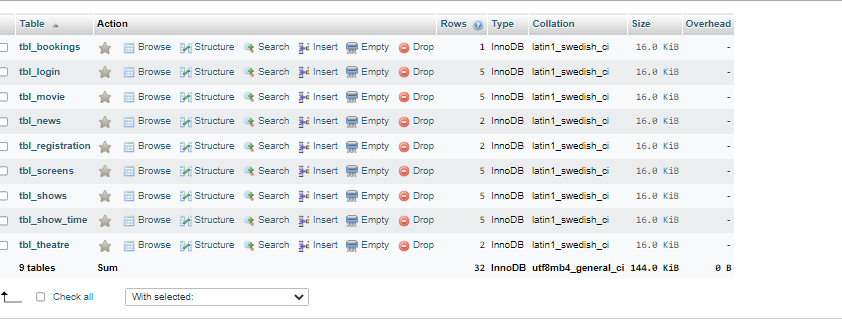 Table Action Rows Type Collation Size Overhead
tbl_bookings Browse Structure Search Insert Empty Drop 1 InnoDB latin1_swedish_ci 16.0 KiB -
tbl_login Browse Structure Search Insert Empty Drop 5 InnoDB latin1_swedish_ci 16.0 KiB -
tbl_movie Browse Structure Search Insert Empty Drop 5 InnoDB latin1_swedish_ci 16.0 KiB -
tbl_news Browse Structure Search Insert Empty Drop 2 InnoDB latin1_swedish_ci 16.0 KiB -
tbl_registration Browse Structure Search Insert Empty Drop 2 InnoDB latin1_swedish_ci 16.0 KiB -
tbl_screens Browse Structure Search Insert Empty Drop 5 InnoDB latin1_swedish_ci 16.0 KiB -
tbl_shows Browse Structure Search Insert Empty Drop 5 InnoDB latin1_swedish_ci 16.0 KiB -
tbl_show_time Browse Structure Search Insert Empty Drop 5 InnoDB latin1_swedish_ci 16.0 KiB -
tbl_theatre Browse Structure Search Insert Empty Drop 2 InnoDB latin1_swedish_ci 16.0 KiB -
9 tables Sum 32 InnoDB utf8mb4_general_ci 144.0 KiB 0 B
Check all With selected: